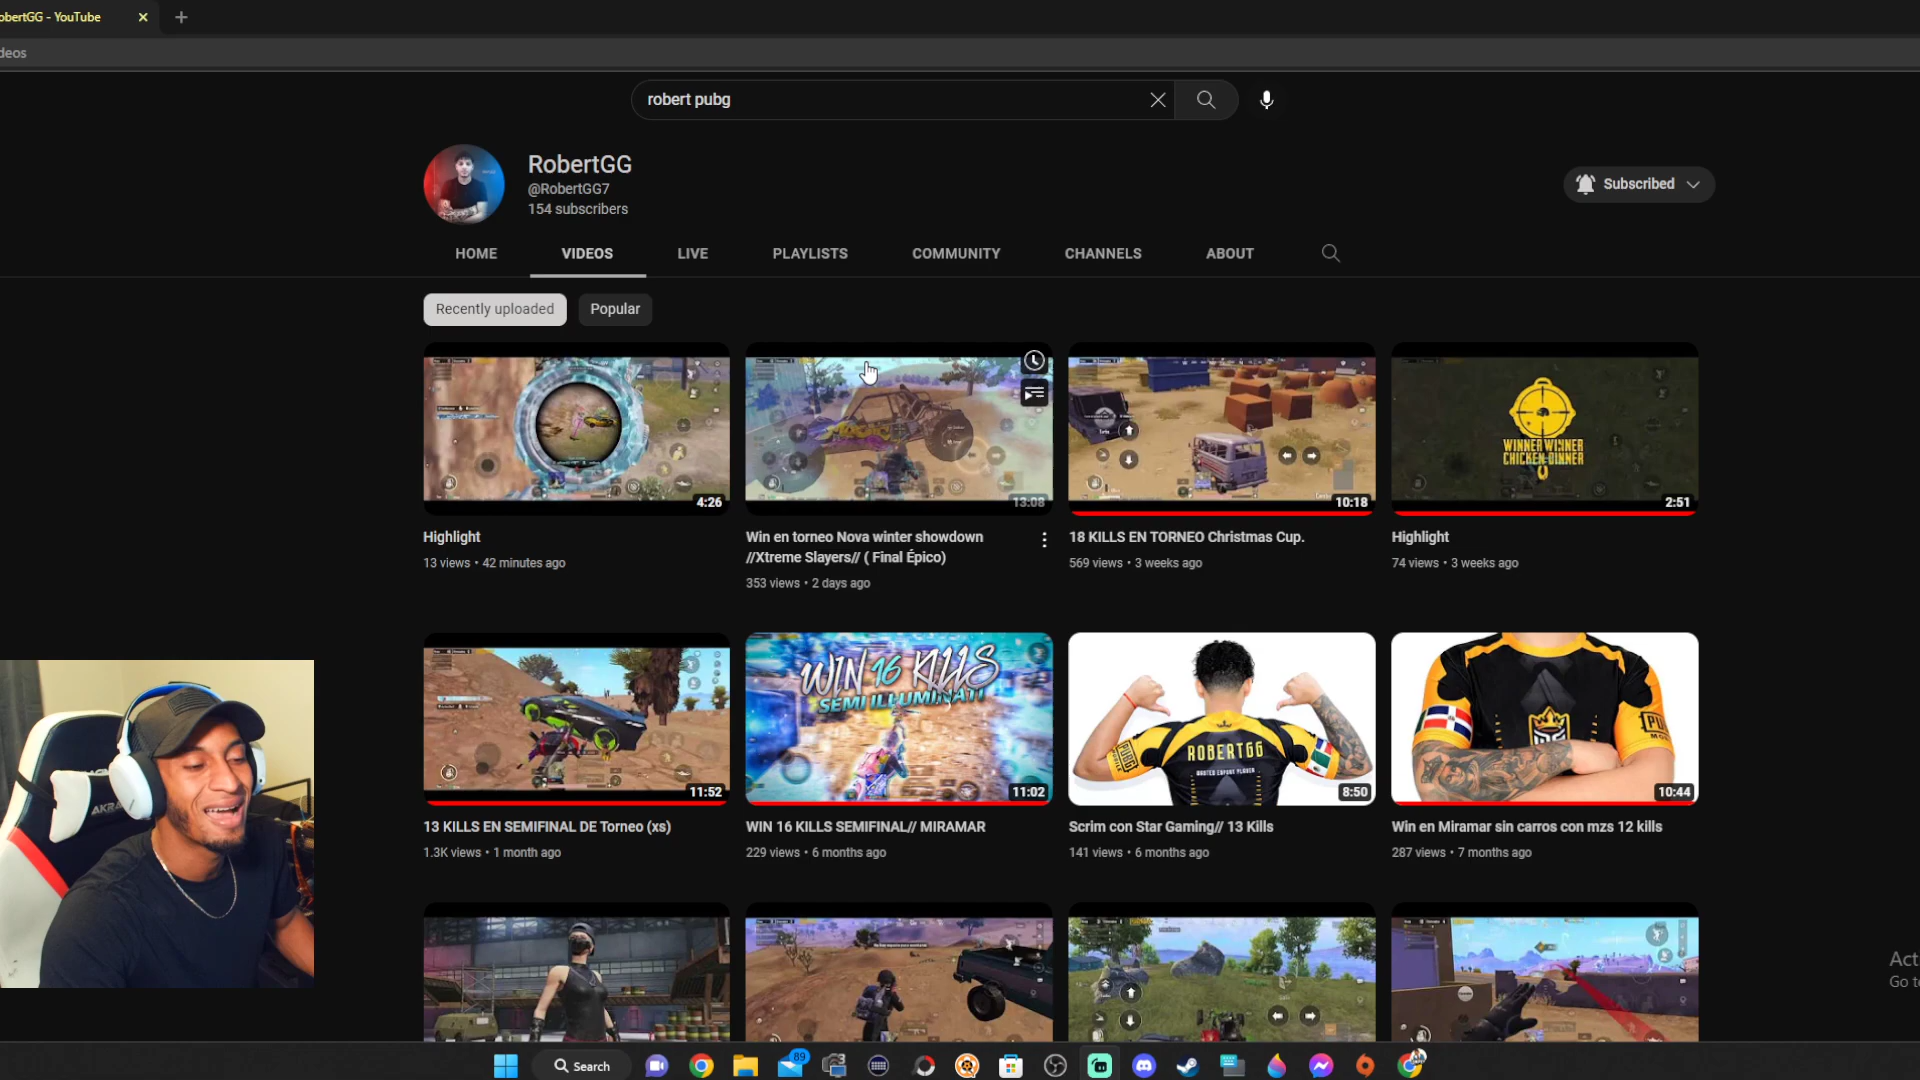 obertGG - YouTube
deos
robert pubg
RobertGG
@RobertGG7
154 subscribers
Subscribed
HOME
VIDEOS
LIVE
PLAYLISTS
COMMUNITY
CHANNELS
ABOUT
Recently uploaded
Popular
4:26
13:08
10:18
WINNER WINNER
CHICKEN DINNER
2:51
Highlight
13 views • 42 minutes ago
Win en torneo Nova winter showdown
//Xtreme Slayers// ( Final Épico)
353 views • 2 days ago
18 KILLS EN TORNEO Christmas Cup.
569 views • 3 weeks ago
Highlight
74 views • 3 weeks ago
11:52
WIN 16 KILLS
SEMI ILLUMINATI
11:02
ROBERTGG
8:50
10:44
13 KILLS EN SEMIFINAL DE Torneo (xs)
1.3K views • 1 month ago
WIN 16 KILLS SEMIFINAL// MIRAMAR
229 views • 6 months ago
Scrim con Star Gaming// 13 Kills
141 views • 6 months ago
Win en Miramar sin carros con mzs 12 kills
287 views • 7 months ago
AKRA
Act
Go t
Search
89